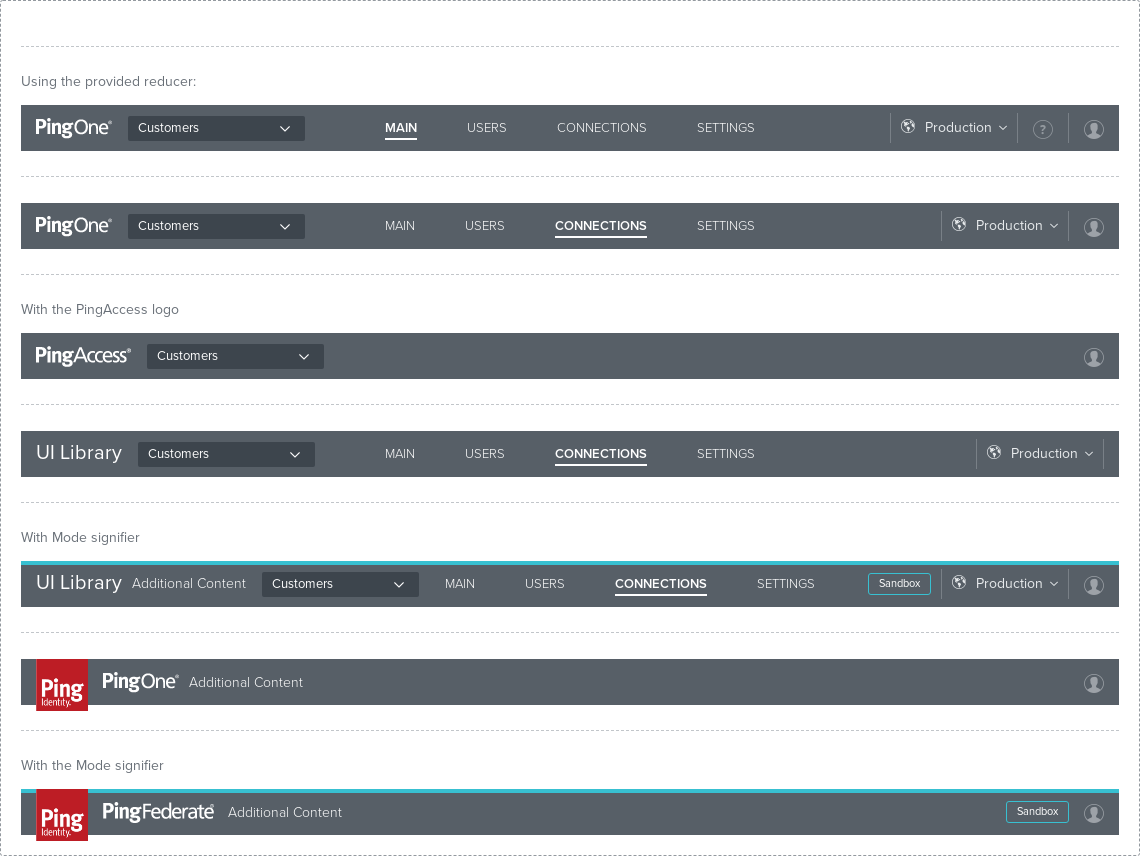 Using the provided reducer:
PingOne® Customers MAIN USERS CONNECTIONS SETTINGS Production ?
PingOne® Customers MAIN USERS CONNECTIONS SETTINGS Production
With the PingAccess logo
PingAccess® Customers
UI Library Customers MAIN USERS CONNECTIONS SETTINGS Production
With Mode signifier
UI Library Additional Content Customers MAIN USERS CONNECTIONS SETTINGS Sandbox Production
Ping Identity. PingOne® Additional Content
With the Mode signifier
Ping Identity. PingFederate® Additional Content Sandbox